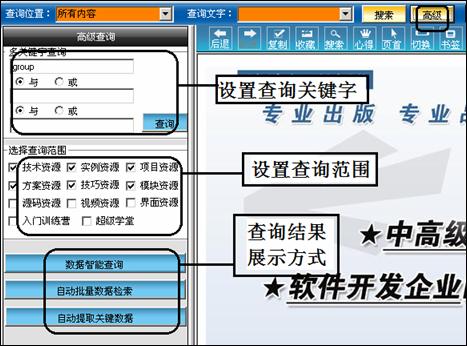 查询位置: 所有内容 查询文字: 搜索 高级
高级查询
后退 复制 收藏 搜索 心得 页首 切换 书签
多关键字查询
group
与 或
与 或
查询
设置查询关键字
专业出版 专业
选择查询范围
技术资源 实例资源 项目资源
方案资源 技巧资源 模块资源
源码资源 视频资源 界面资源
入门训练营 超级学堂
设置查询范围
查询结果
展示方式
数据智能查询
自动批量数据检索
自动提取关键数据
★中高级
★软件开发企业